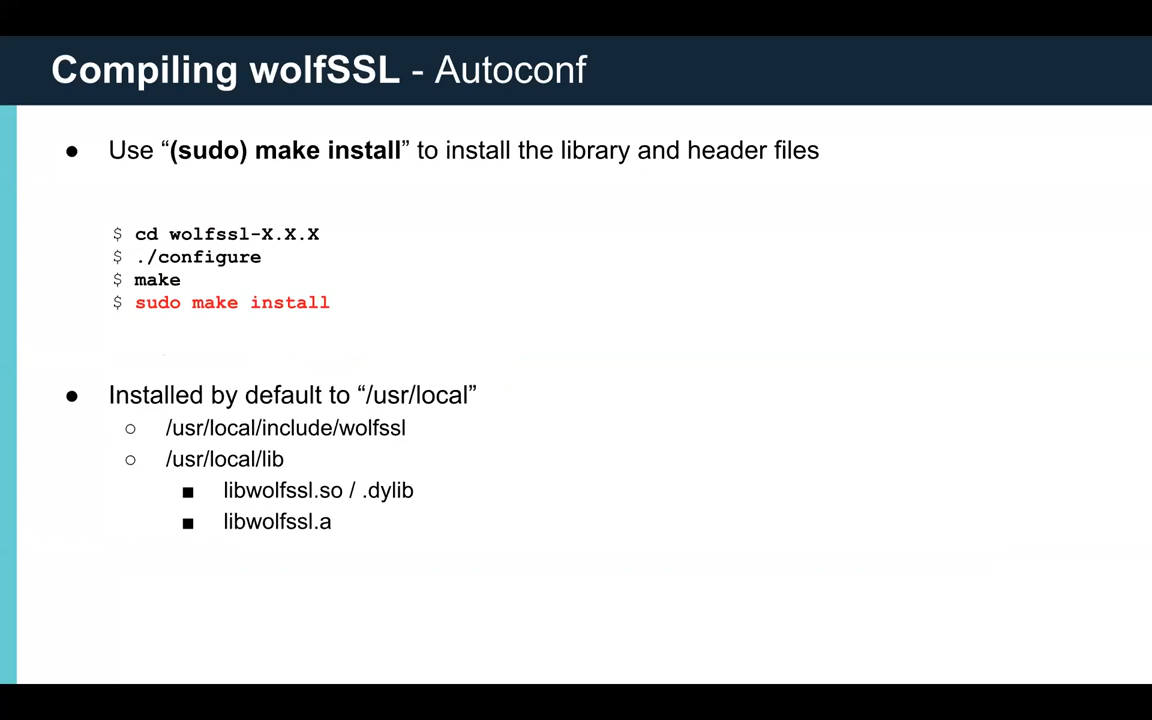 Compiling wolfSSL - Autoconf
● Use “(sudo) make install” to install the library and header files
$ cd wolfssl-X.X.X
$ ./configure
$ make
$ sudo make install
● Installed by default to “/usr/local”
○ /usr/local/include/wolfssl
○ /usr/local/lib
■ libwolfssl.so / .dylib
■ libwolfssl.a